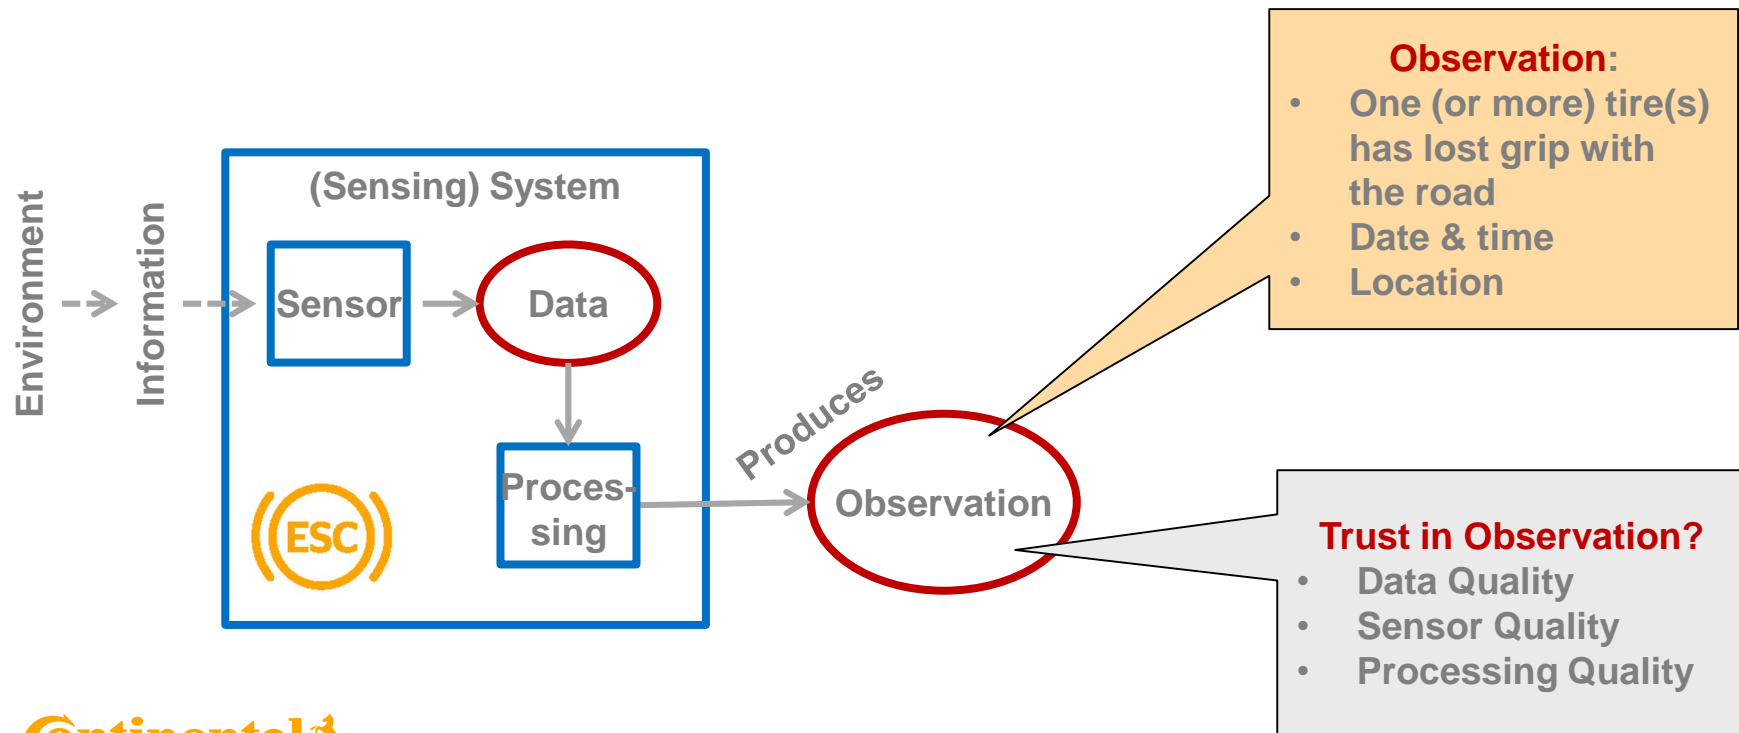 Environment
Information
(Sensing) System
Sensor
Data
Proces-
sing
ESC
Produces
Observation
Observation:
• One (or more) tire(s)
has lost grip with
the road
• Date & time
• Location
Trust in Observation?
• Data Quality
• Sensor Quality
• Processing Quality
Continental